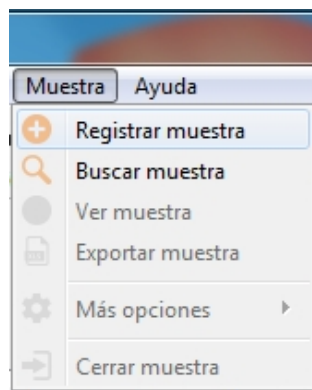 Muestra Ayuda
Registrar muestra
Buscar muestra
Ver muestra
Exportar muestra
Más opciones
Cerrar muestra